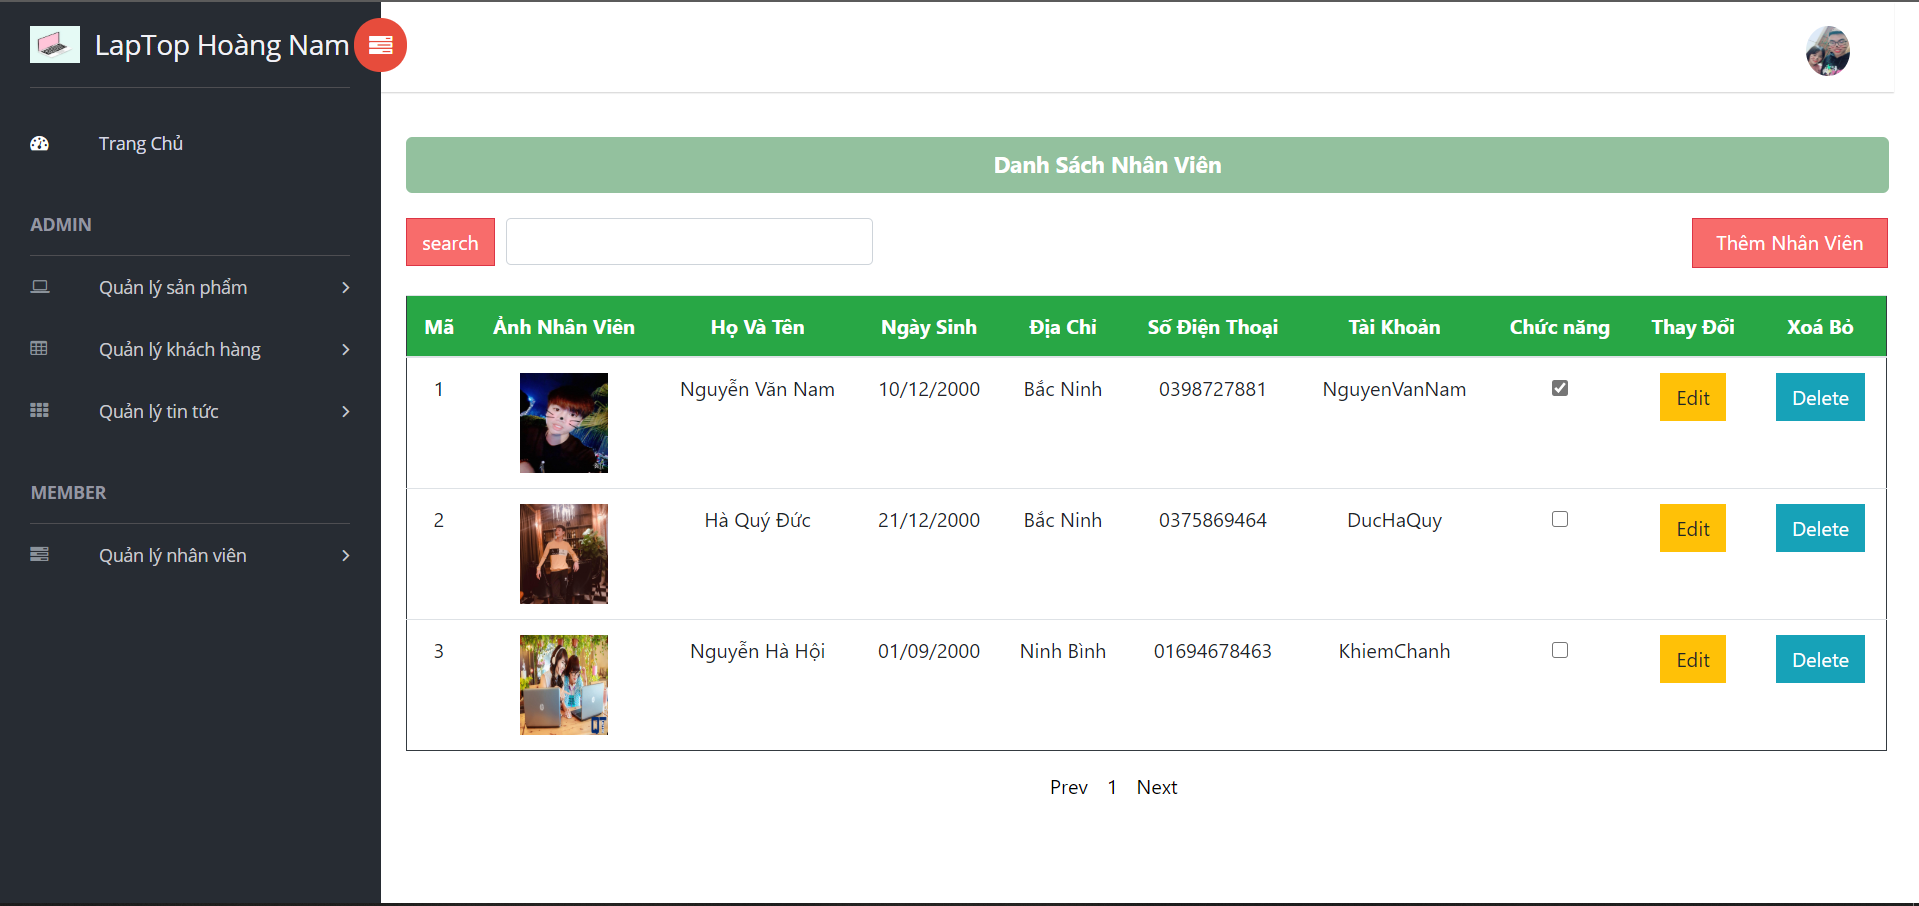 LapTop Hoàng Nam
Trang Chủ
ADMIN
Quản lý sản phẩm
Quản lý khách hàng
Quản lý tin tức
MEMBER
Quản lý nhân viên
Danh Sách Nhân Viên
search
Thêm Nhân Viên
Mã Ảnh Nhân Viên Họ Và Tên Ngày Sinh Địa Chỉ Số Điện Thoại Tài Khoản Chức năng Thay Đổi Xoá Bỏ
1 Nguyễn Văn Nam 10/12/2000 Bắc Ninh 0398727881 NguyenVanNam Edit Delete
2 Hà Quý Đức 21/12/2000 Bắc Ninh 0375869464 DucHaQuy Edit Delete
3 Nguyễn Hà Hội 01/09/2000 Ninh Bình 01694678463 KhiemChanh Edit Delete
Prev 1 Next